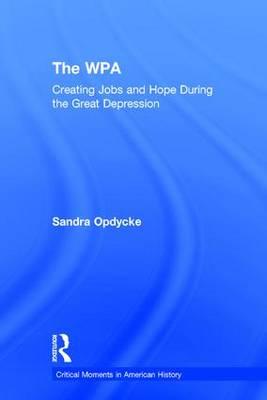 The WPA
Creating Jobs and Hope During
the Great Depression
Sandra Opdycke
ROUTLEDGE
Critical Moments in American History